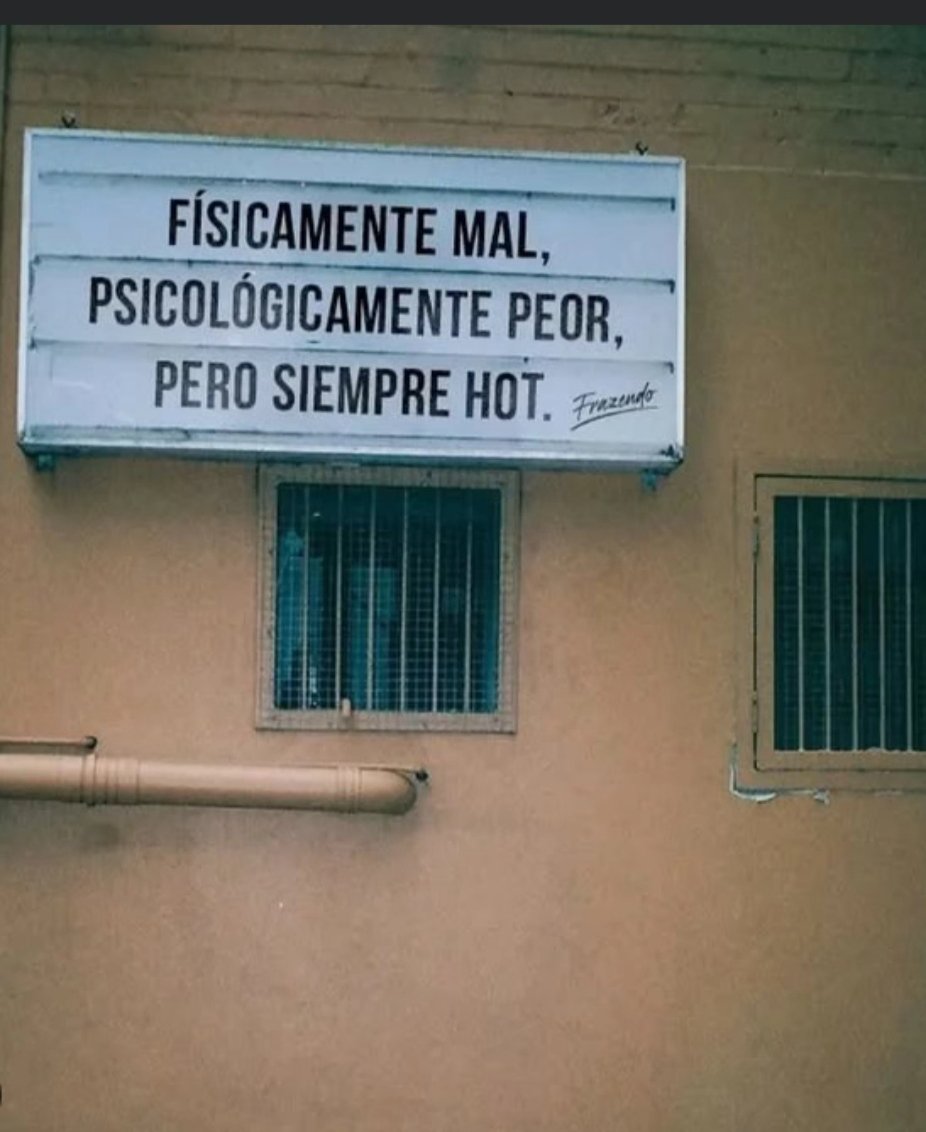 FÍSICAMENTE MAL,
PSICOLÓGICAMENTE PEOR,
PERO SIEMPRE HOT.
Frazendo